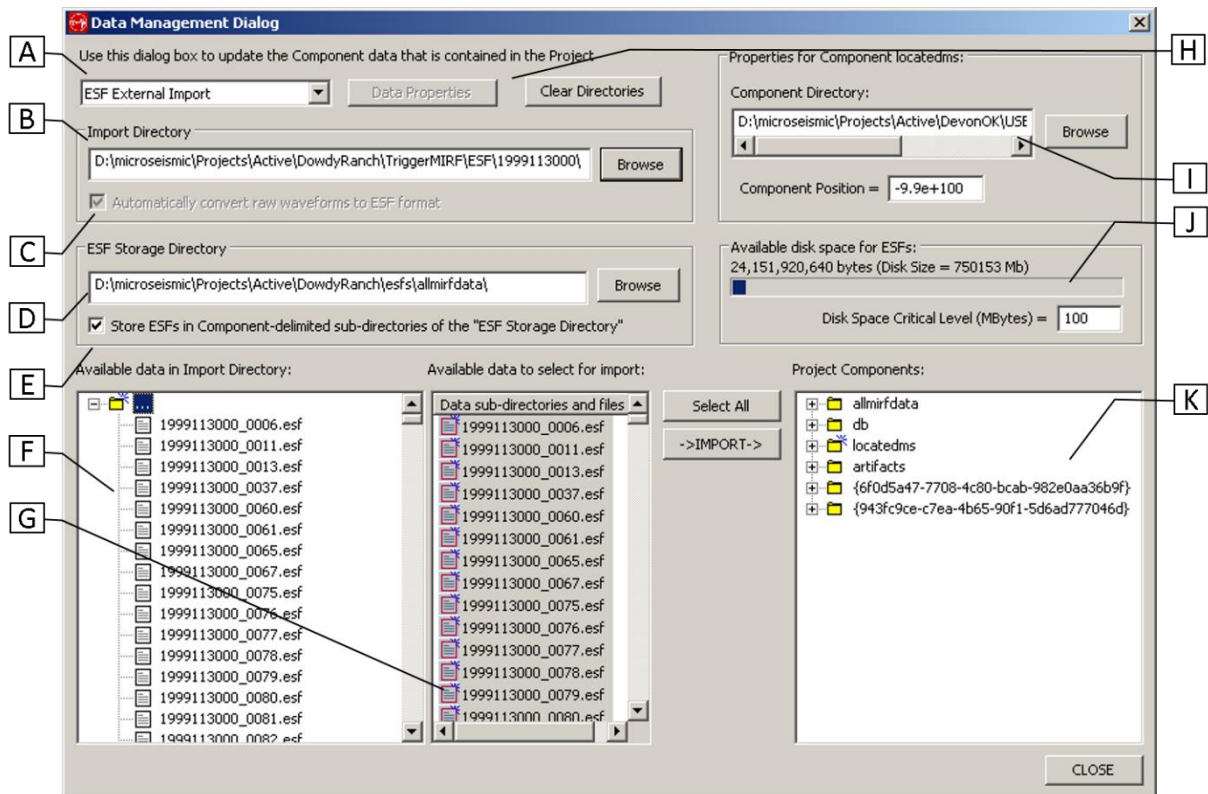 Data Management Dialog
A
H
Use this dialog box to update the Component data that is contained in the Project
ESF External Import
Data Properties
Clear Directories
Properties for Component locatedms:
Component Directory:
D:\microseismic\Projects\Active\DevonOK\USE
Browse
Component Position = -9.9e+100
I
B
Import Directory
D:\microseismic\Projects\Active\DowdyRanch\TriggerMIRF\ESF\1999113000\
Browse
Automatically convert raw waveforms to ESF format
C
ESF Storage Directory
D:\microseismic\Projects\Active\DowdyRanch\esfs\allmirfdata\
Browse
D
Store ESFs in Component-delimited sub-directories of the "ESF Storage Directory"
J
Available disk space for ESFs:
24,151,920,640 bytes (Disk Size = 750153 Mb)
Disk Space Critical Level (MBytes) = 100
E
Available data in Import Directory:
...
1999113000_0006.esf
1999113000_0011.esf
1999113000_0013.esf
1999113000_0037.esf
1999113000_0060.esf
1999113000_0061.esf
1999113000_0065.esf
1999113000_0067.esf
1999113000_0075.esf
1999113000_0076.esf
1999113000_0077.esf
1999113000_0078.esf
1999113000_0079.esf
1999113000_0080.esf
1999113000_0081.esf
1999113000_0082.esf
F
G
Available data to select for import:
Data sub-directories and files
1999113000_0006.esf
1999113000_0011.esf
1999113000_0013.esf
1999113000_0037.esf
1999113000_0060.esf
1999113000_0061.esf
1999113000_0065.esf
1999113000_0067.esf
1999113000_0075.esf
1999113000_0076.esf
1999113000_0077.esf
1999113000_0078.esf
1999113000_0079.esf
1999113000_0080.esf
Select All
->IMPORT->
Project Components:
allmirfdata
db
locatedms
artifacts
{6f0d5a47-7708-4c80-bcab-982e0aa36b9f}
{943fc9ce-c7ea-4b65-90f1-5d6ad777046d}
K
CLOSE